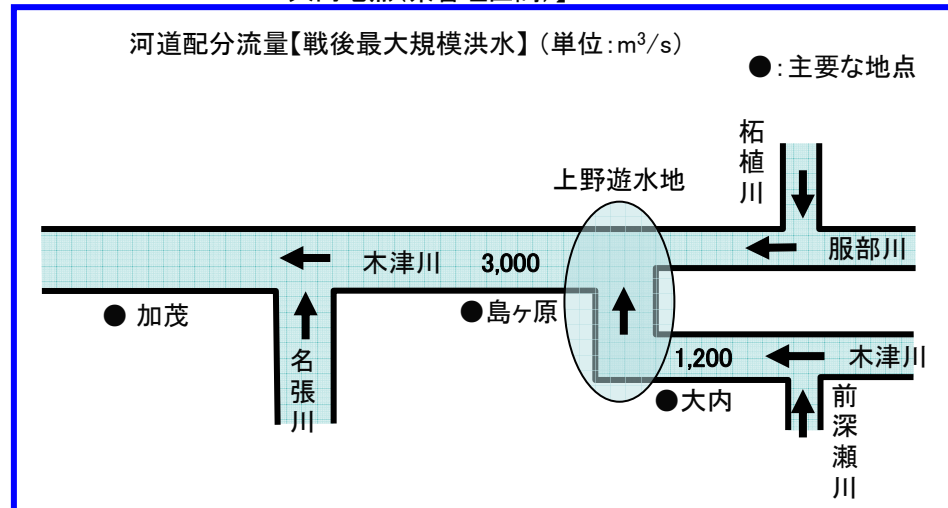 河道配分流量【戦後最大規模洪水】(単位:m³/s)
●:主要な地点
柘植川
上野遊水地
服部川
木津川 3,000
●加茂
●島ヶ原
名張川
1,200
木津川
●大内
前深瀬川